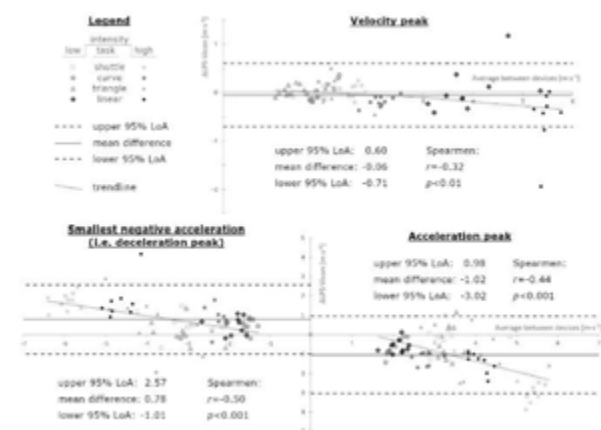 Legend
intensity
low task high
shuttle
curve
triangle
linear
upper 95% LoA
mean difference
lower 95% LoA
trendline
Velocity peak
Average between devices [m·s⁻¹]
upper 95% LoA: 0.60 Spearmen:
mean difference: -0.06 r=-0.32
lower 95% LoA: -0.71 p<0.01
Smallest negative acceleration
(i.e. deceleration peak)
upper 95% LoA: 2.57 Spearmen:
mean difference: 0.78 r=-0.50
lower 95% LoA: -1.01 p<0.001
Acceleration peak
upper 95% LoA: 0.98 Spearmen:
mean difference: -1.02 r=-0.44
lower 95% LoA: -3.02 p<0.001
Average between devices